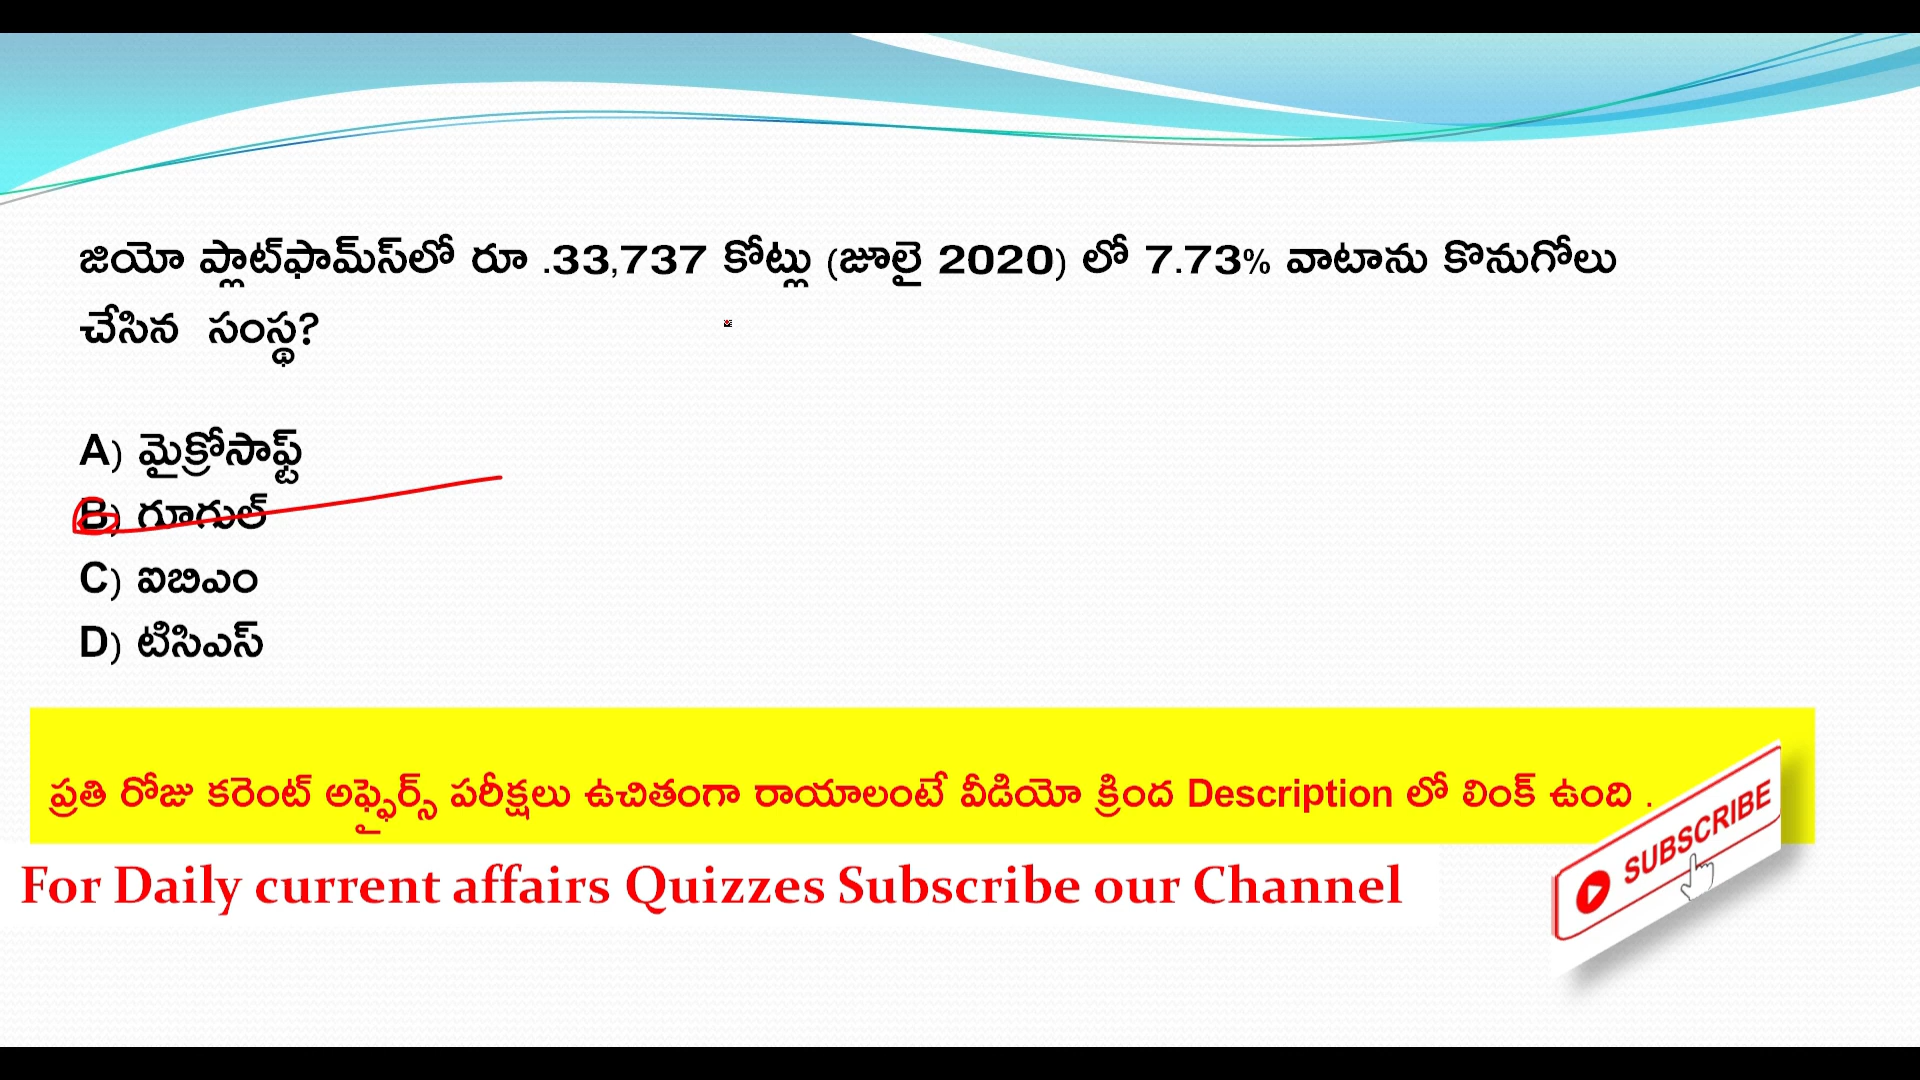 జియో ప్లాట్‌ఫామ్‌స్‌లో రూ .33,737 కోట్లు (జూలై 2020) లో 7.73% వాటాను కొనుగోలు
చేసిన సంస్థ?
A) మైక్రోసాఫ్ట్
B) గూగుల్
C) ఐబిఎం
D) టిసిఎస్
ప్రతి రోజు కరెంట్ అఫ్ఫైర్స్ పరీక్షలు ఉచితంగా రాయాలంటే వీడియో క్రింద Description లో లింక్ ఉంది .
SUBSCRIBE
For Daily current affairs Quizzes Subscribe our Channel